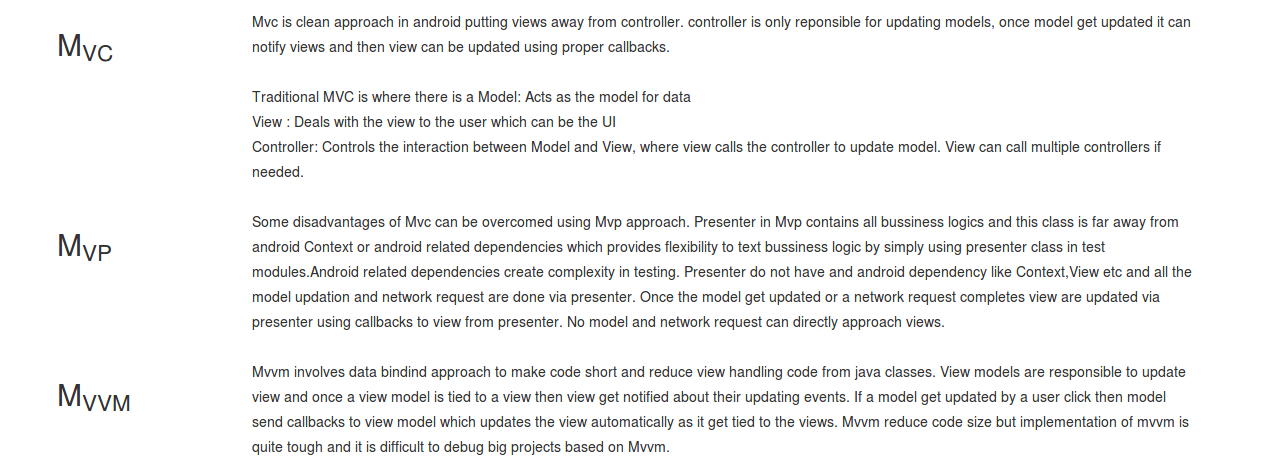 MVC
Mvc is clean approach in android putting views away from controller. controller is only reponsible for updating models, once model get updated it can
notify views and then view can be updated using proper callbacks.
Traditional MVC is where there is a Model: Acts as the model for data
View : Deals with the view to the user which can be the UI
Controller: Controls the interaction between Model and View, where view calls the controller to update model. View can call multiple controllers if
needed.
MVP
Some disadvantages of Mvc can be overcomed using Mvp approach. Presenter in Mvp contains all bussiness logics and this class is far away from
android Context or android related dependencies which provides flexibility to text bussiness logic by simply using presenter class in test
modules.Android related dependencies create complexity in testing. Presenter do not have and android dependency like Context,View etc and all the
model updation and network request are done via presenter. Once the model get updated or a network request completes view are updated via
presenter using callbacks to view from presenter. No model and network request can directly approach views.
MVVM
Mvvm involves data bindind approach to make code short and reduce view handling code from java classes. View models are responsible to update
view and once a view model is tied to a view then view get notified about their updating events. If a model get updated by a user click then model
send callbacks to view model which updates the view automatically as it get tied to the views. Mvvm reduce code size but implementation of mvvm is
quite tough and it is difficult to debug big projects based on Mvvm.